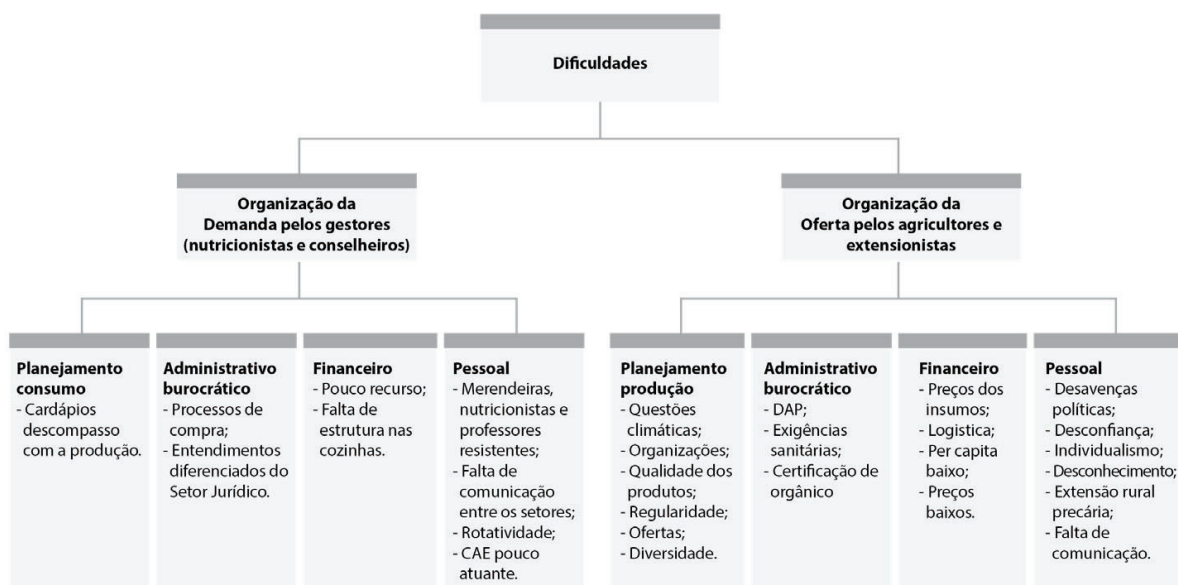 Dificuldades
Organização da
Demanda pelos gestores
(nutricionistas e conselheiros)
Organização da
Oferta pelos agricultores e
extensionistas
Planejamento
consumo
- Cardápios
descompasso
com a produção.
Administrativo
burocrático
- Processos de
compra;
- Entendimentos
diferenciados do
Setor Jurídico.
Financeiro
- Pouco recurso;
- Falta de
estrutura nas
cozinhas.
Pessoal
- Merendeiras,
nutricionistas e
professores
resistentes;
- Falta de
comunicação
entre os setores;
- Rotatividade;
- CAE pouco
atuante.
Planejamento
produção
- Questões
climáticas;
- Organizações;
- Qualidade dos
produtos;
- Regularidade;
- Ofertas;
- Diversidade.
Administrativo
burocrático
- DAP;
- Exigências
sanitárias;
- Certificação de
orgânico
Financeiro
- Preços dos
insumos;
- Logistica;
- Per capita
baixo;
- Preços
baixos.
Pessoal
- Desavenças
políticas;
- Desconfiança;
- Individualismo;
- Desconhecimento;
- Extensão rural
precária;
- Falta de
comunicação.